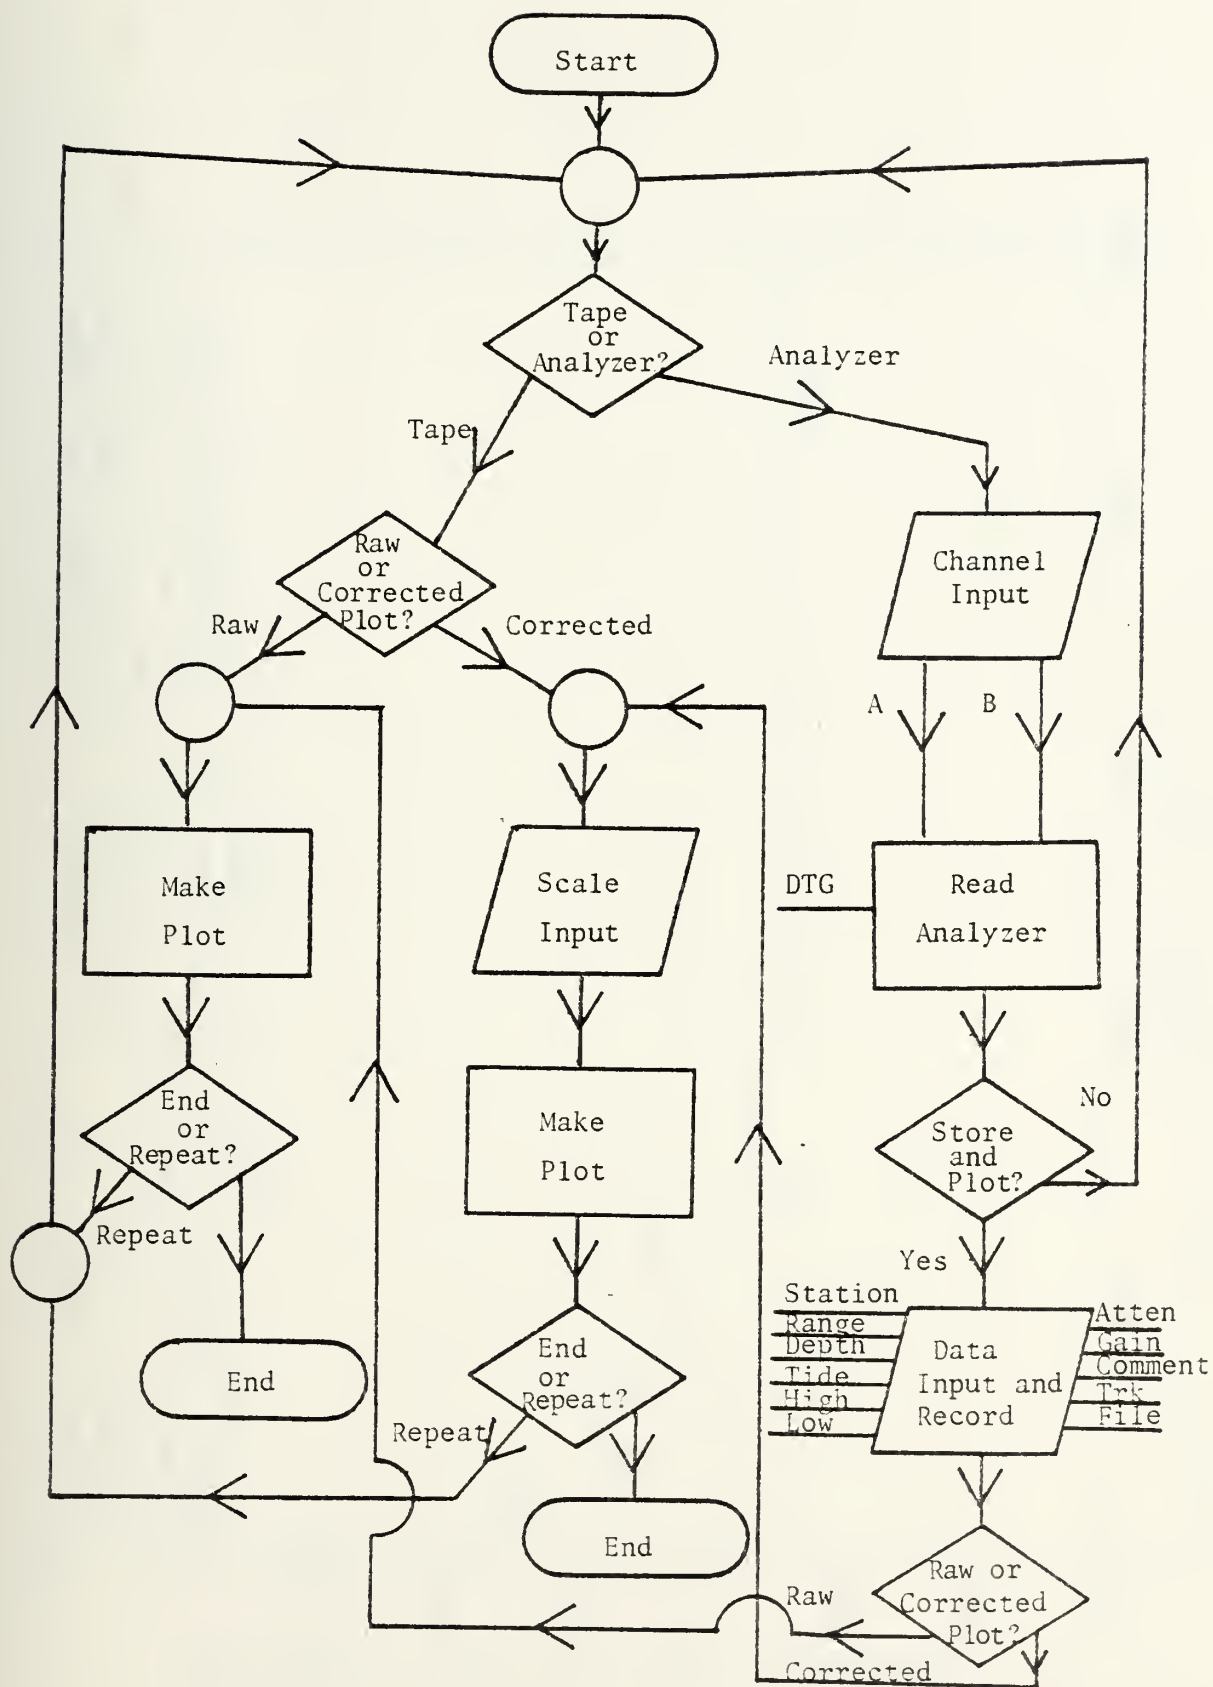 Start
Tape
or
Analyzer?
Analyzer
Tape
Raw
or
Corrected
Plot?
Raw
Corrected
Channel
Input
A
B
Make
Plot
Scale
Input
DTG
Read
Analyzer
End
or
Repeat?
Repeat
End
Make
Plot
No
Store
and
Plot?
Yes
Station
Range
Depth
Tide
High
Low
Data
Input and
Record
Atten
Gain
Comment
Trk
File
End
or
Repeat?
Repeat
End
Raw or
Corrected
Plot?
Raw
Corrected